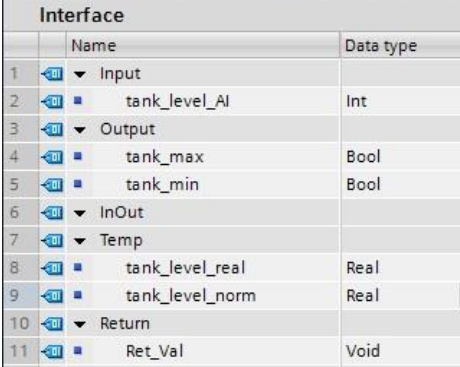 Interface
Name Data type
1 Input
2 tank_level_AI Int
3 Output
4 tank_max Bool
5 tank_min Bool
6 InOut
7 Temp
8 tank_level_real Real
9 tank_level_norm Real
10 Return
11 Ret_Val Void